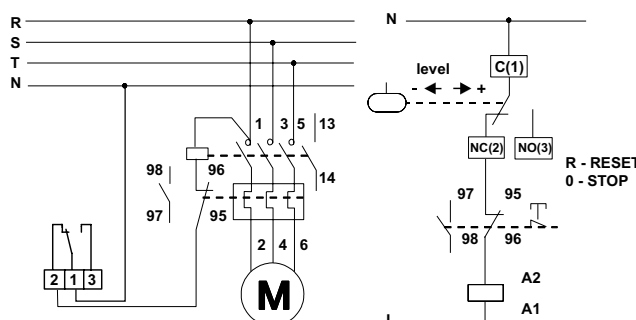 R
S
T
N
1 3 5 13
14
98 96
97 95
2 4 6
2 1 3
M
N
C(1)
- level +
NC(2) NO(3)
R - RESET
0 - STOP
97 95
98 96
A2
A1